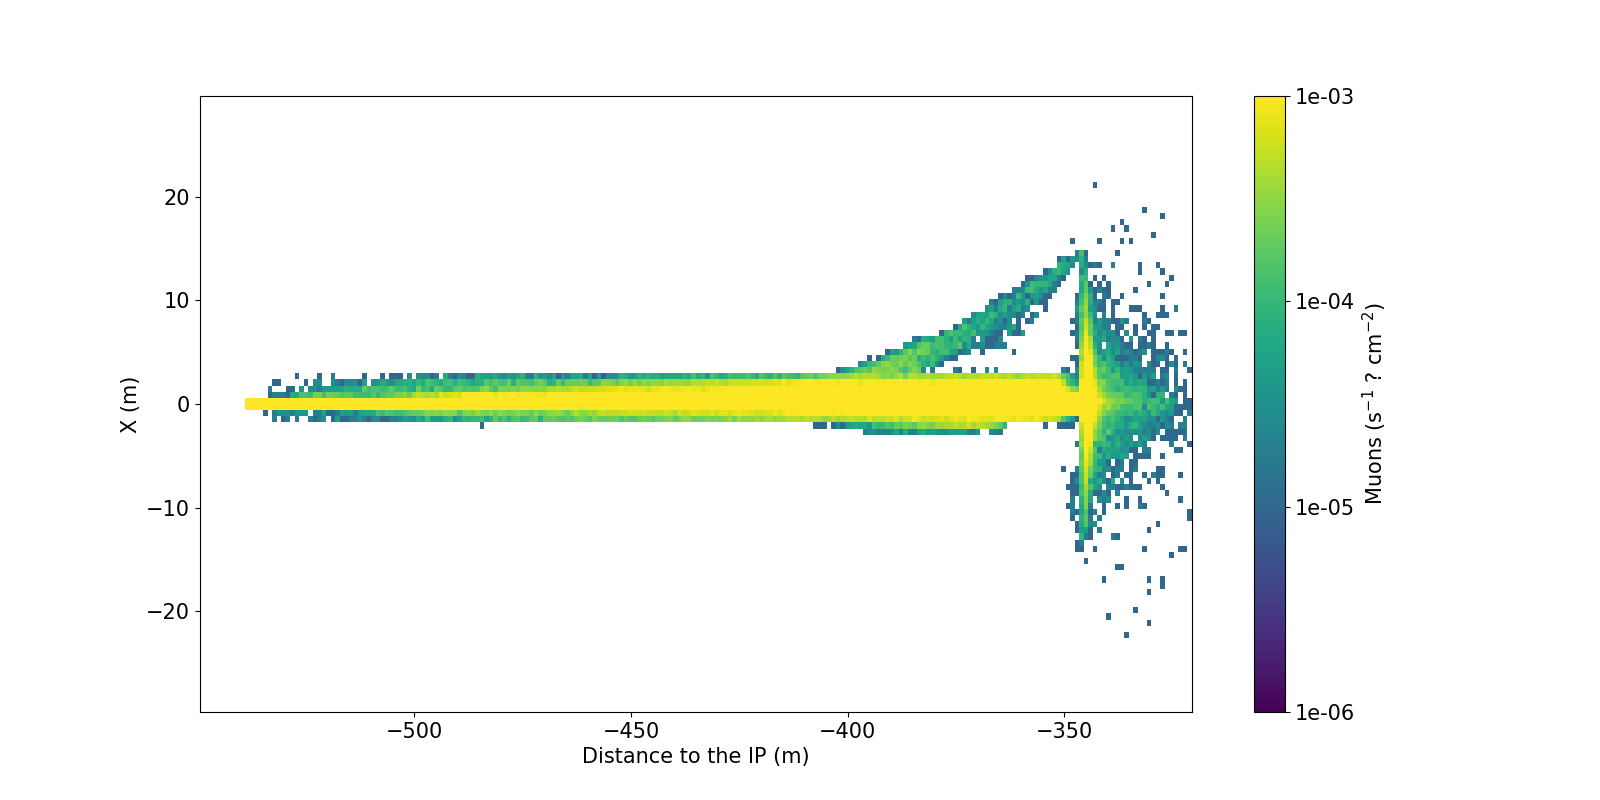 20
10
0
−10
−20
X (m)
−500
−450
−400
−350
Distance to the IP (m)
1e-03
1e-04
1e-05
1e-06
Muons (s⁻¹ ? cm⁻²)